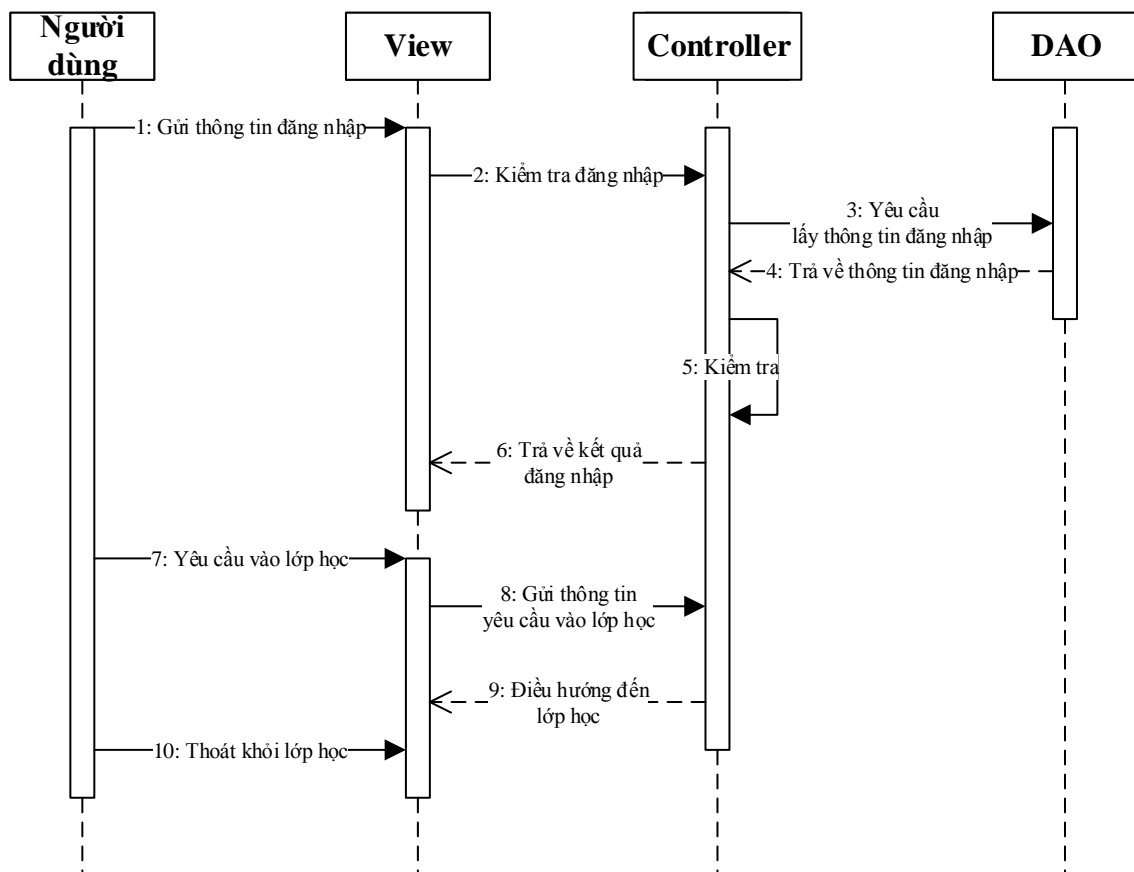 Người
dùng
View
Controller
DAO
1: Gửi thông tin đăng nhập
2: Kiểm tra đăng nhập
3: Yêu cầu
lấy thông tin đăng nhập
4: Trả về thông tin đăng nhập
5: Kiểm tra
6: Trả về kết quả
đăng nhập
7: Yêu cầu vào lớp học
8: Gửi thông tin
yêu cầu vào lớp học
9: Điều hướng đến
lớp học
10: Thoát khỏi lớp học